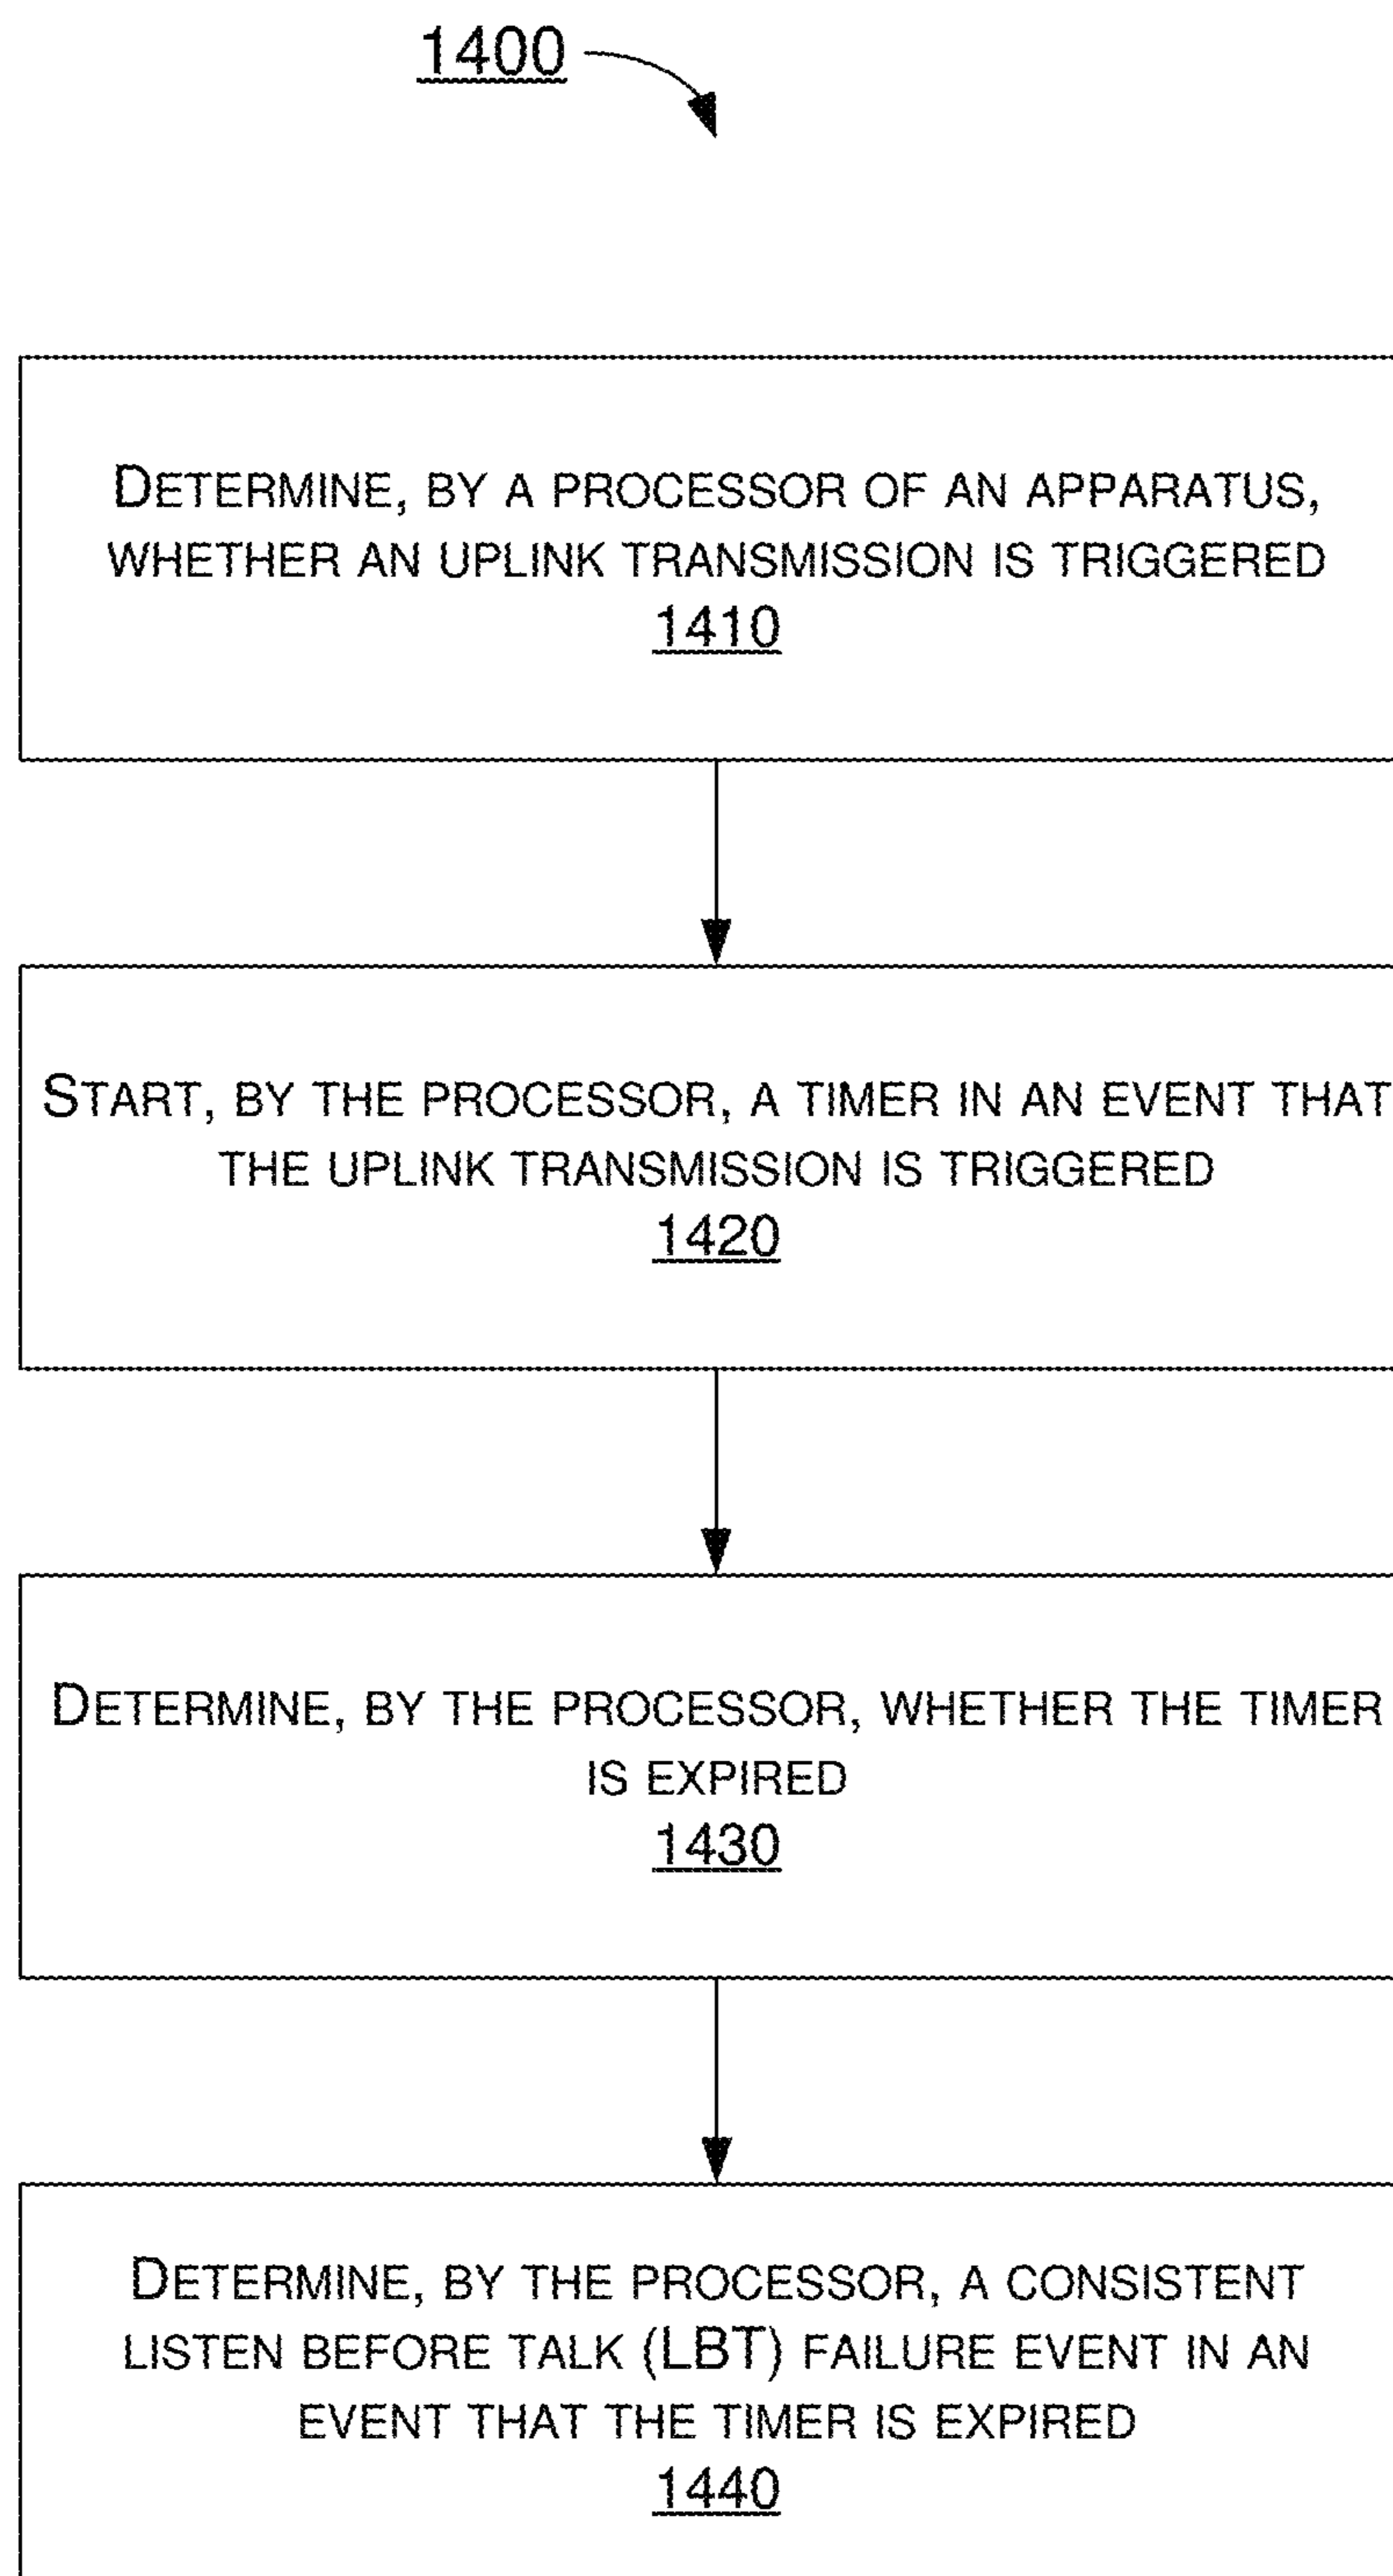 1400
DETERMINE, BY A PROCESSOR OF AN APPARATUS,
WHETHER AN UPLINK TRANSMISSION IS TRIGGERED
1410
START, BY THE PROCESSOR, A TIMER IN AN EVENT THAT
THE UPLINK TRANSMISSION IS TRIGGERED
1420
DETERMINE, BY THE PROCESSOR, WHETHER THE TIMER
IS EXPIRED
1430
DETERMINE, BY THE PROCESSOR, A CONSISTENT
LISTEN BEFORE TALK (LBT) FAILURE EVENT IN AN
EVENT THAT THE TIMER IS EXPIRED
1440